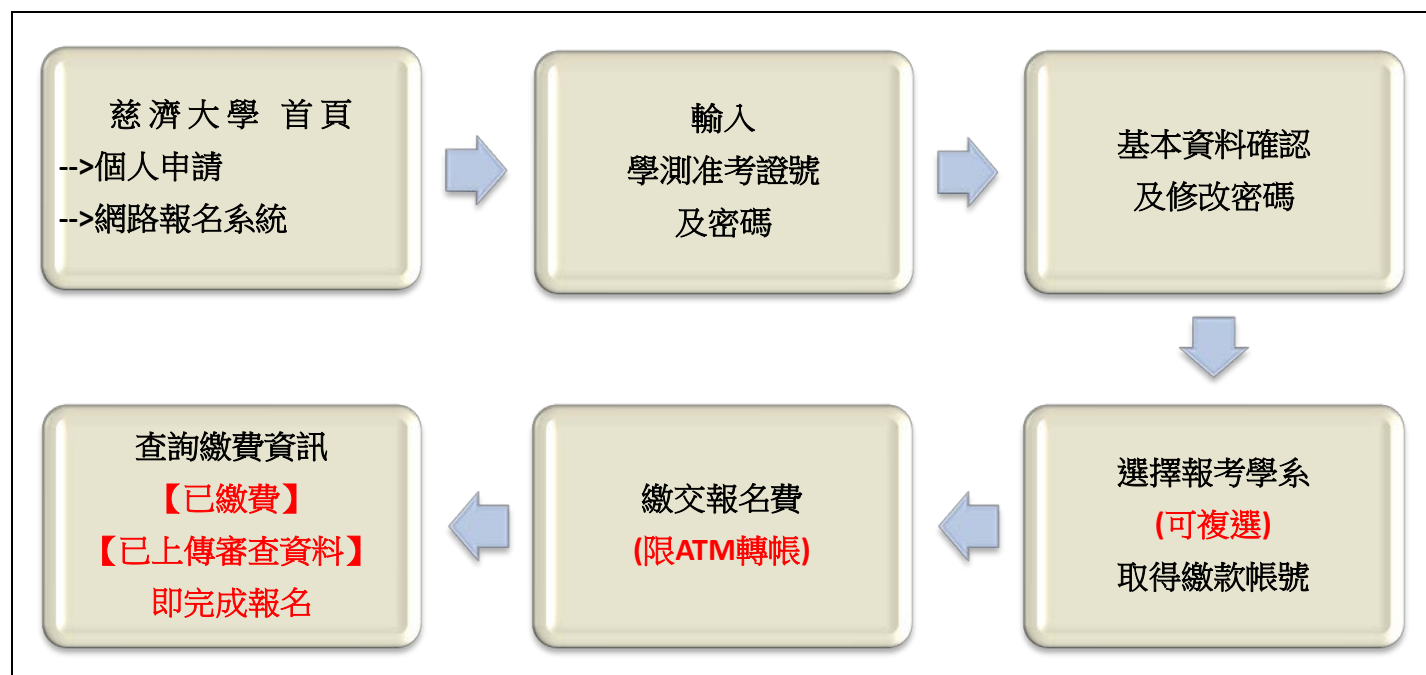 慈濟大學 首頁
-->個人申請
-->網路報名系統
輸入
學測准考證號
及密碼
基本資料確認
及修改密碼
選擇報考學系
(可複選)
取得繳款帳號
繳交報名費
(限ATM轉帳)
查詢繳費資訊
【已繳費】
【已上傳審查資料】
即完成報名